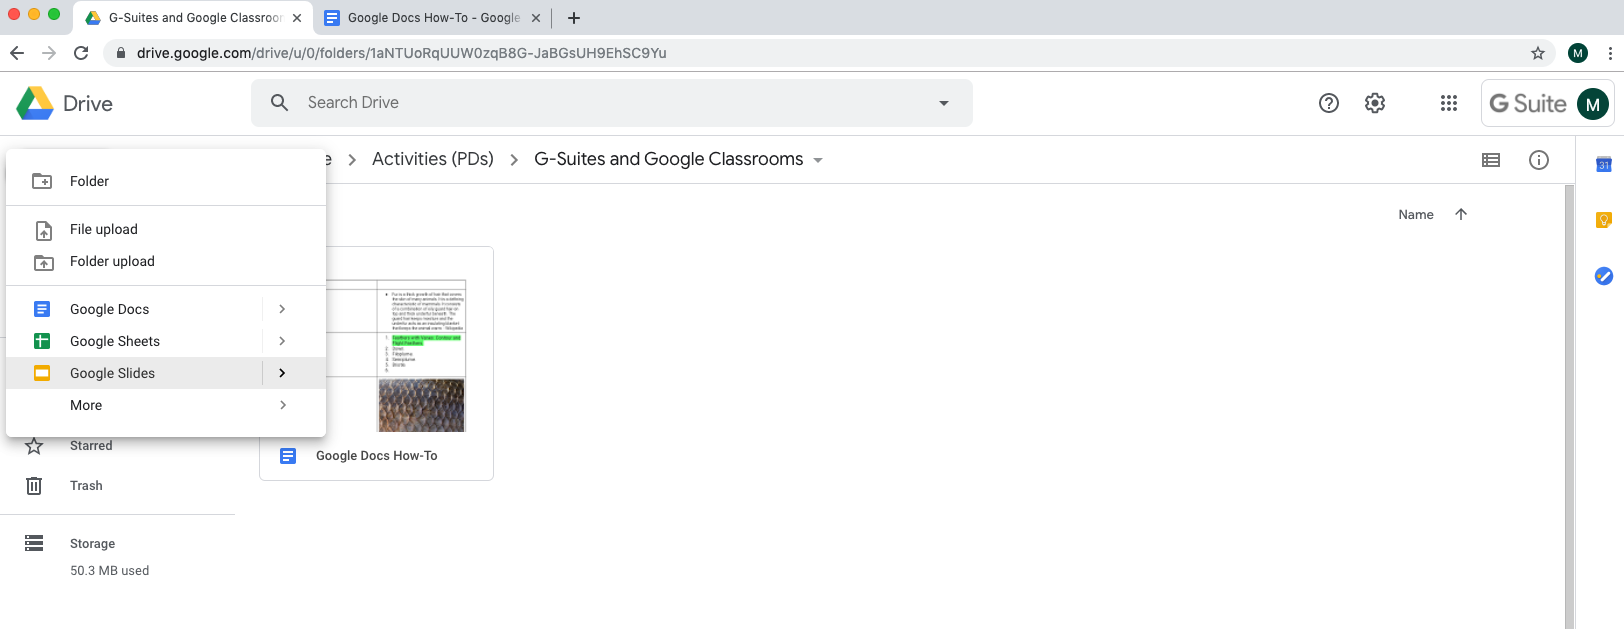 G-Suites and Google Classroor
Google Docs How-To - Google
drive.google.com/drive/u/0/folders/1aNTUoRqUUW0zqB8G-JaBGsUH9EhSC9Yu
M
Drive
Search Drive
G Suite
M
e > Activities (PDs) > G-Suites and Google Classrooms
31
Folder
File upload
Folder upload
Google Docs
Google Sheets
Google Slides
More
Name
Google Docs How-To
Starred
Trash
Storage
50.3 MB used